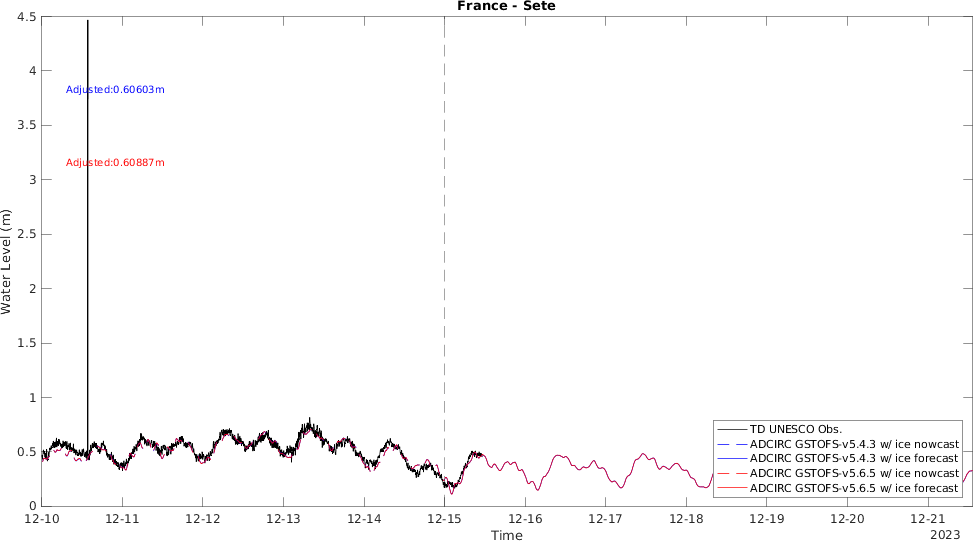 France - Sete
4.5
4
3.5
3
2.5
2
1.5
1
0.5
0
Water Level (m)
Adjusted:0.60603m
Adjusted:0.60887m
TD UNESCO Obs.
ADCIRC GSTOFS-v5.4.3 w/ ice nowcast
ADCIRC GSTOFS-v5.4.3 w/ ice forecast
ADCIRC GSTOFS-v5.6.5 w/ ice nowcast
ADCIRC GSTOFS-v5.6.5 w/ ice forecast
12-10 12-11 12-12 12-13 12-14 12-15 12-16 12-17 12-18 12-19 12-20 12-21
2023
Time